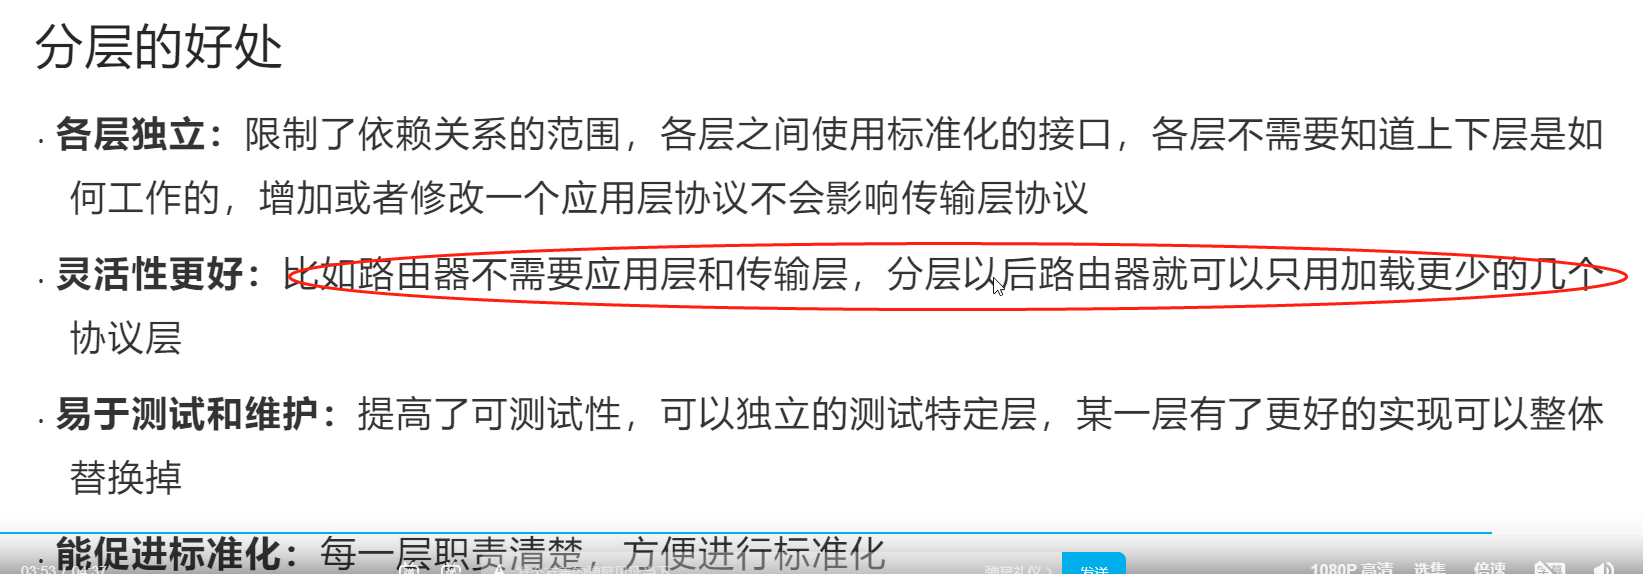 分层的好处
· 各层独立：限制了依赖关系的范围，各层之间使用标准化的接口，各层不需要知道上下层是如
何工作的，增加或者修改一个应用层协议不会影响传输层协议
· 灵活性更好：比如路由器不需要应用层和传输层，分层以后路由器就可以只用加载更少的几个
协议层
· 易于测试和维护：提高了可测试性，可以独立的测试特定层，某一层有了更好的实现可以整体
替换掉
· 能促进标准化：每一层职责清楚，方便进行标准化
03:53 / 04:37 弹幕礼仪 > 发送 1080P 高清 选集 倍速